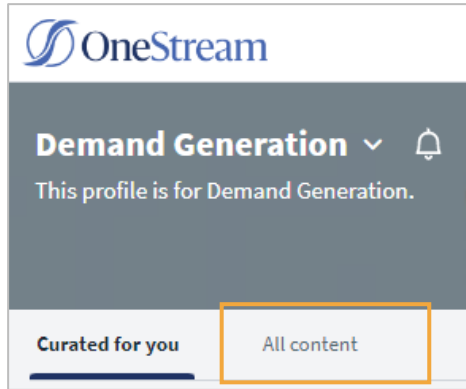 OneStream
Demand Generation
This profile is for Demand Generation.
Curated for you
All content